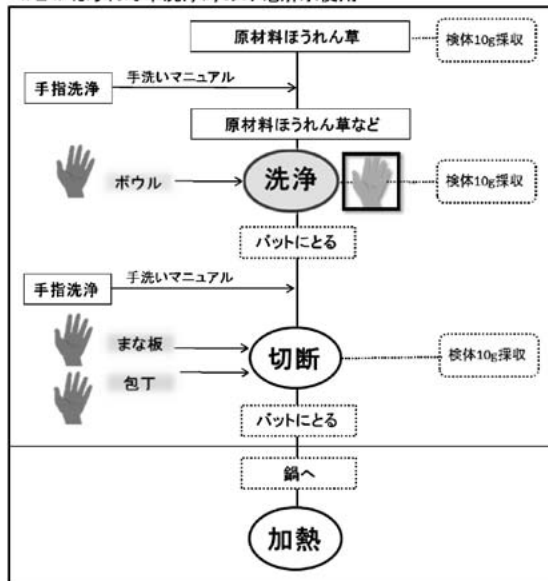 原材料ほうれん草
検体10g採収
手洗いマニュアル
手指洗浄
原材料ほうれん草など
ボウル
洗浄
検体10g採収
バットにとる
手洗いマニュアル
手指洗浄
まな板
切断
検体10g採収
包丁
バットにとる
鍋へ
加熱